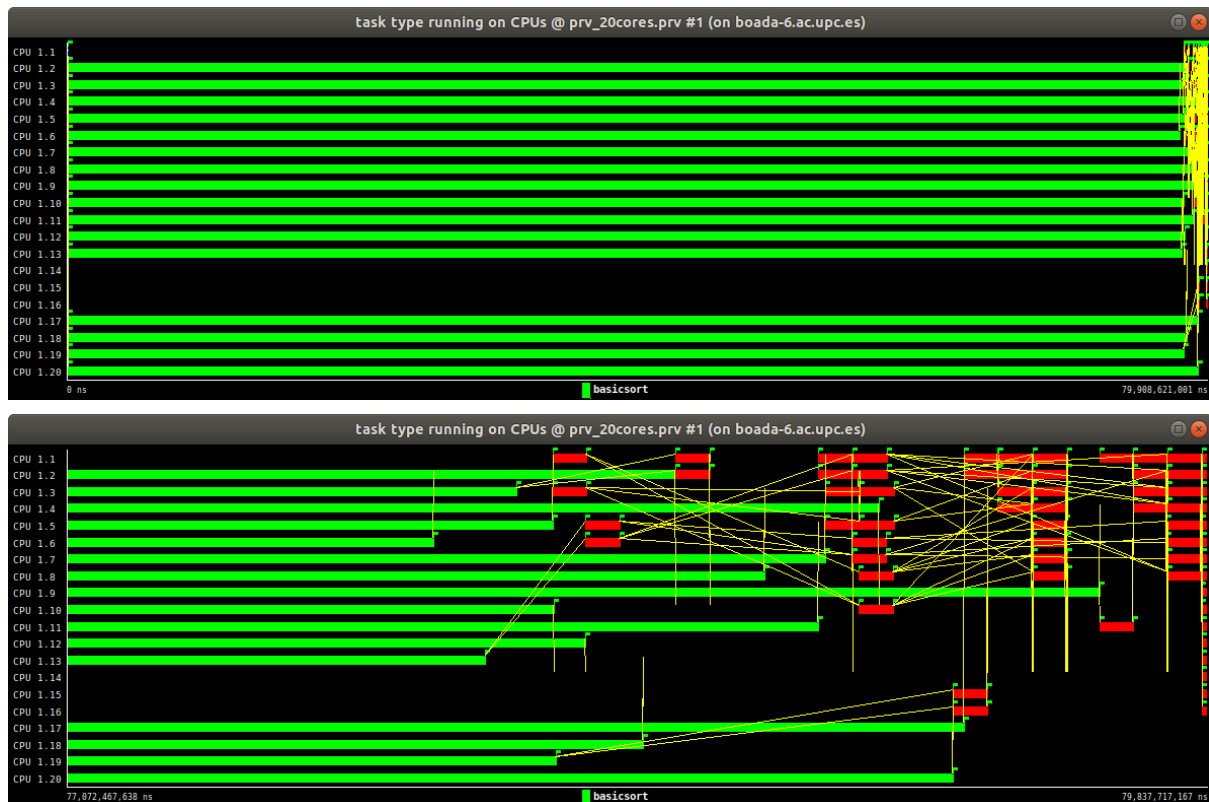 task type running on CPUs @ prv_20cores.prv #1 (on boada-6.ac.upc.es)
CPU 1.1
CPU 1.2
CPU 1.3
CPU 1.4
CPU 1.5
CPU 1.6
CPU 1.7
CPU 1.8
CPU 1.9
CPU 1.10
CPU 1.11
CPU 1.12
CPU 1.13
CPU 1.14
CPU 1.15
CPU 1.16
CPU 1.17
CPU 1.18
CPU 1.19
CPU 1.20
0 ns basicsort 79,908,621,001 ns
task type running on CPUs @ prv_20cores.prv #1 (on boada-6.ac.upc.es)
CPU 1.1
CPU 1.2
CPU 1.3
CPU 1.4
CPU 1.5
CPU 1.6
CPU 1.7
CPU 1.8
CPU 1.9
CPU 1.10
CPU 1.11
CPU 1.12
CPU 1.13
CPU 1.14
CPU 1.15
CPU 1.16
CPU 1.17
CPU 1.18
CPU 1.19
CPU 1.20
77,072,467,638 ns basicsort 79,837,717,167 ns